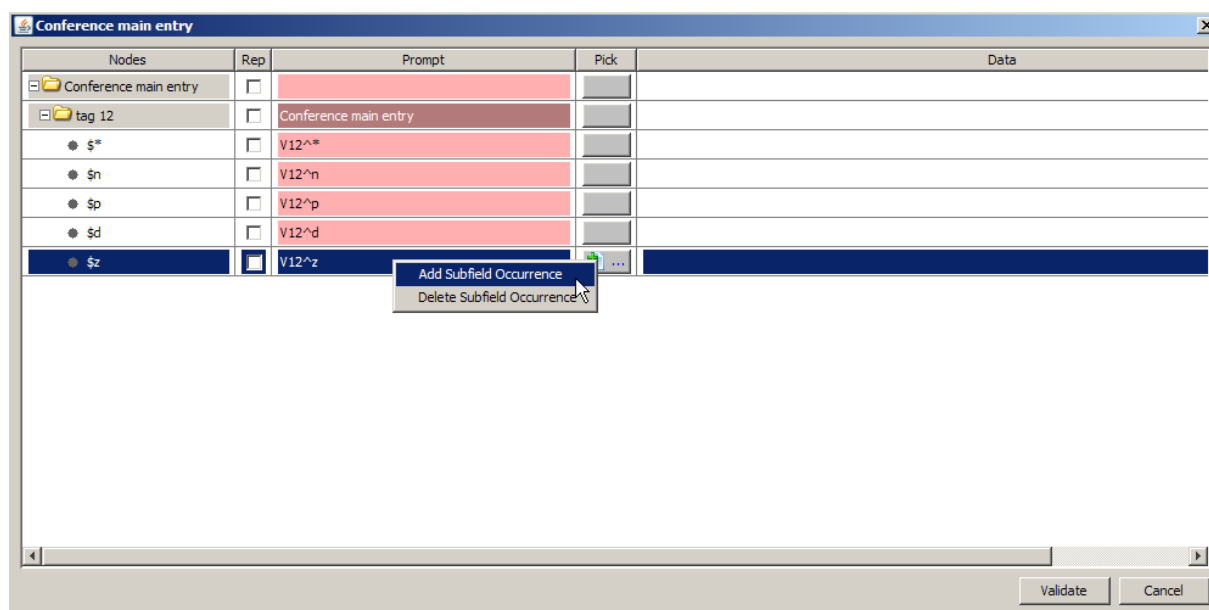 Conference main entry
Nodes Rep Prompt Pick Data
Conference main entry
tag 12 Conference main entry
$* V12^*
$n V12^n
$p V12^p
$d V12^d
$z V12^z ...
Add Subfield Occurrence
Delete Subfield Occurrence
Validate Cancel